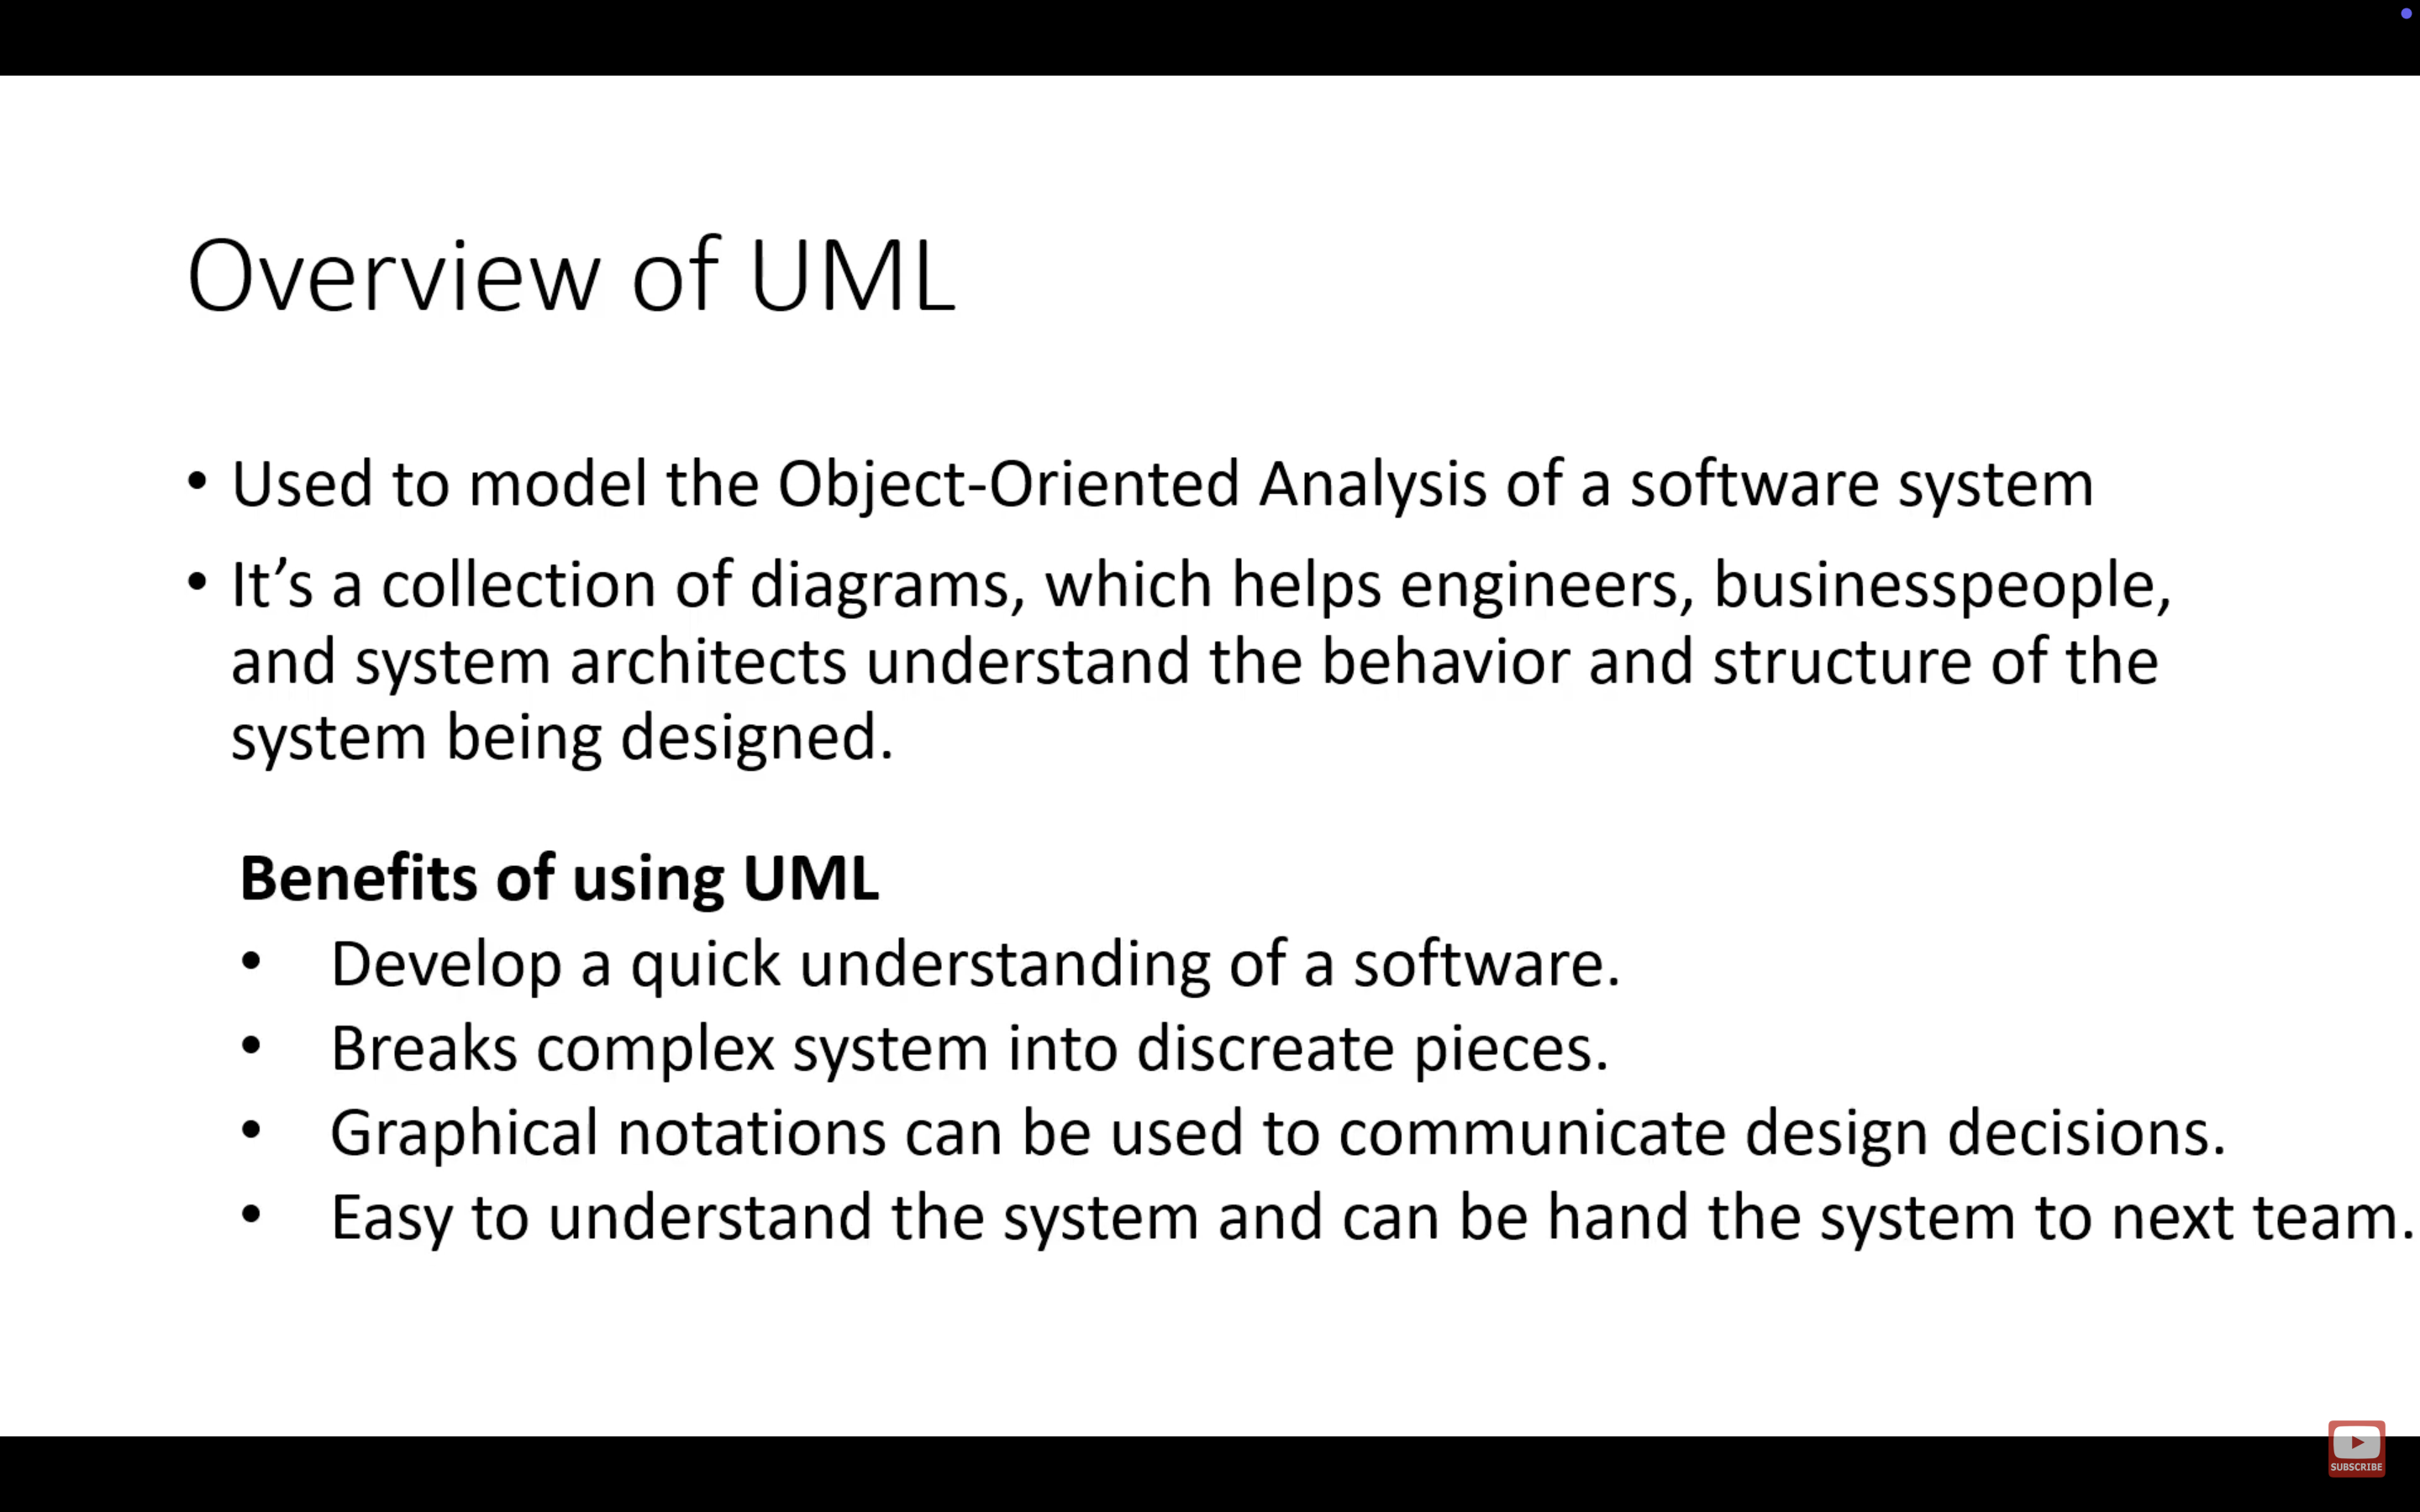 Overview of UML
• Used to model the Object-Oriented Analysis of a software system
• It’s a collection of diagrams, which helps engineers, businesspeople,
and system architects understand the behavior and structure of the
system being designed.
Benefits of using UML
• Develop a quick understanding of a software.
• Breaks complex system into discreate pieces.
• Graphical notations can be used to communicate design decisions.
• Easy to understand the system and can be hand the system to next team.
SUBSCRIBE